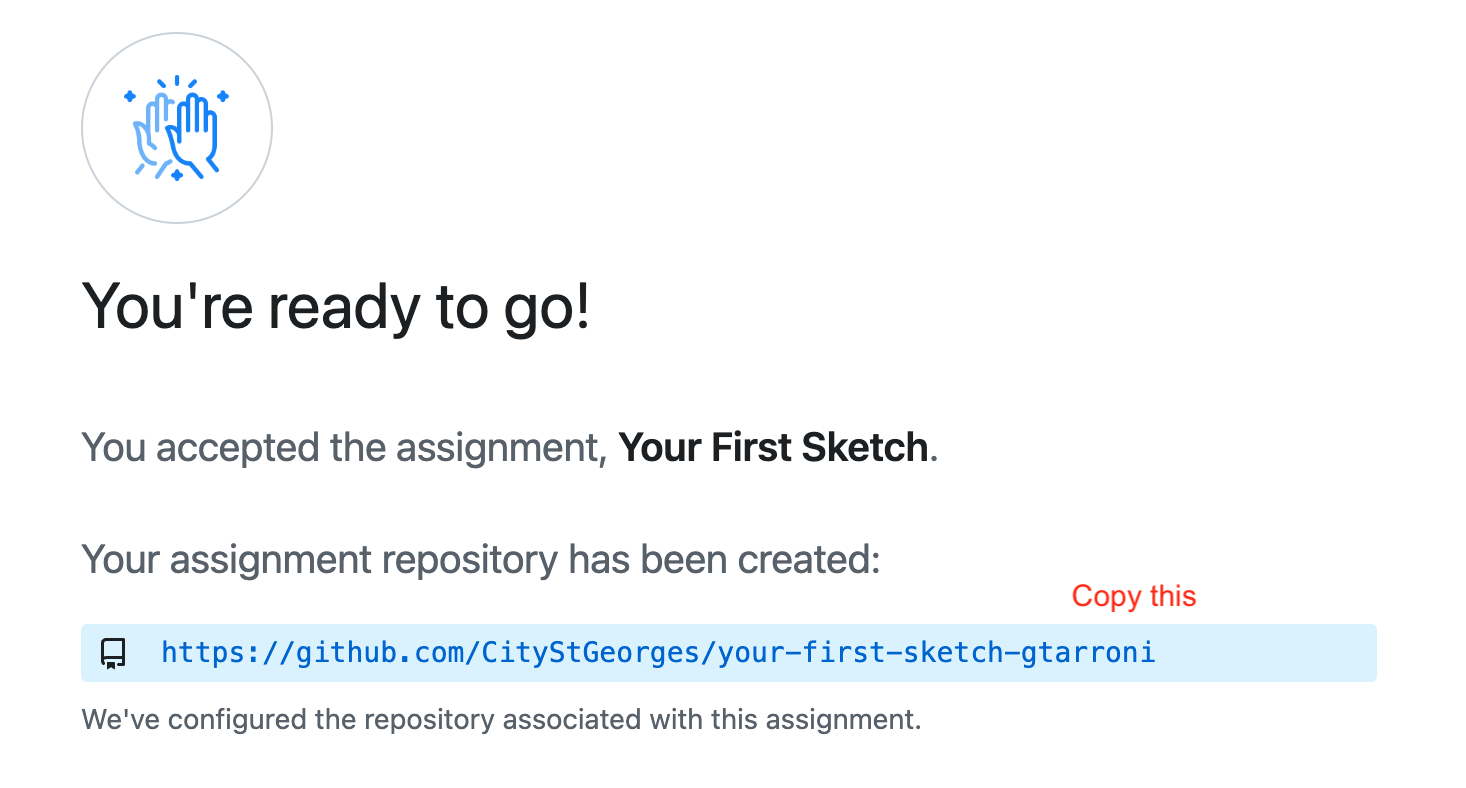 You're ready to go!
You accepted the assignment, Your First Sketch.
Your assignment repository has been created:
Copy this
https://github.com/CityStGeorges/your-first-sketch-gtarroni
We've configured the repository associated with this assignment.